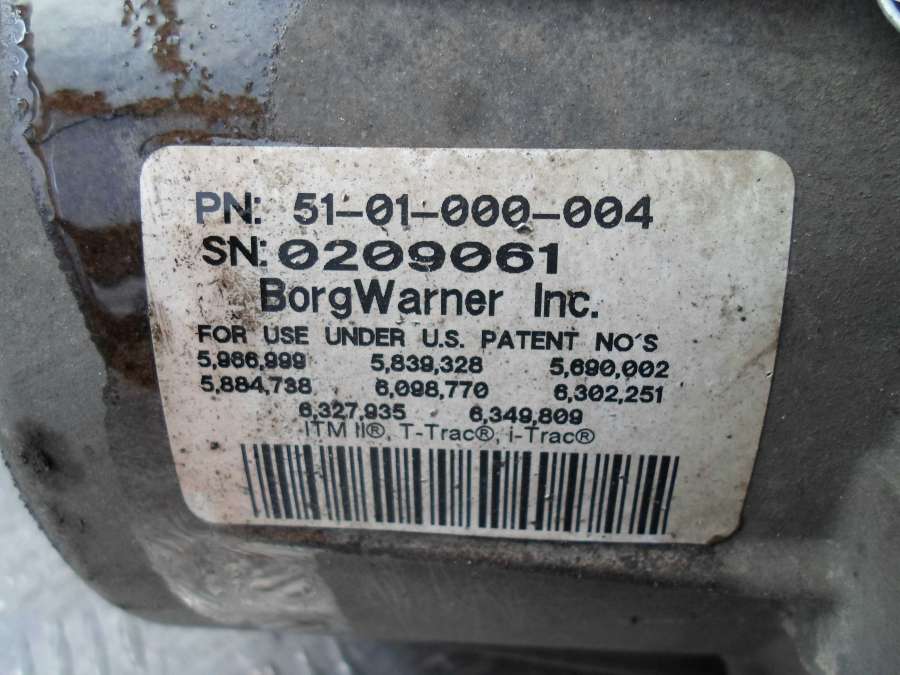 PN: 51-01-000-004
SN: 0209061
BorgWarner Inc.
FOR USE UNDER U.S. PATENT NO'S
5,986,999 5,839,328 5,690,002
5,884,738 6,098,770 6,302,251
6,327,935 6,349,809
ITM II®, T-Trac®, i-Trac®